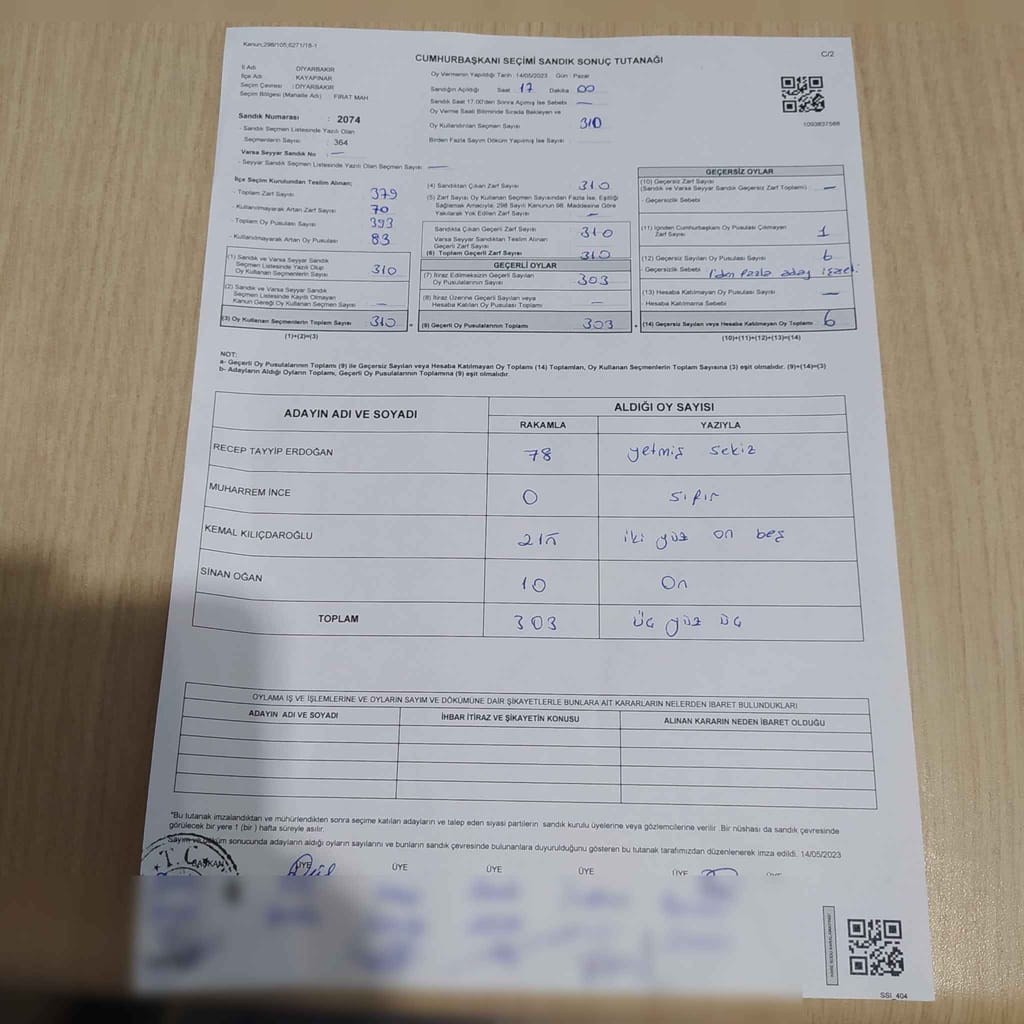 Kanun;298/105,6271/18-1
C/2
CUMHURBAŞKANI SEÇİMİ SANDIK SONUÇ TUTANAĞI
İl Adı DİYARBAKIR
İlçe Adı KAYAPINAR
Seçim Çevresi : DİYARBAKIR
Seçim Bölgesi (Mahalle Adı) : FIRAT MAH
Sandık Numarası : 2074
- Sandık Seçmen Listesinde Yazılı Olan
Seçmenlerin Sayısı : 364
Varsa Seyyar Sandık No : —
- Seyyar Sandık Seçmen Listesinde Yazılı Olan Seçmen Sayısı : —
Oy Vermenin Yapıldığı Tarih : 14/05/2023 Gün : Pazar
Sandığın Açıldığı Saat : 17 Dakika 00
Sandık Saat 17.00'den Sonra Açılmış İse Sebebi —
Oy Verme Saati Bitiminde Sırada Bekleyen ve
Oy Kullandırılan Seçmen Sayısı 310
Birden Fazla Sayım Döküm Yapılmış İse Sayısı :
1093837568
İlçe Seçim Kurulundan Teslim Alınan;
- Toplam Zarf Sayısı 379
- Kullanılmayarak Artan Zarf Sayısı 70
- Toplam Oy Pusulası Sayısı 393
- Kullanılmayarak Artan Oy Pusulası 83
(1) Sandık ve Varsa Seyyar Sandık
Seçmen Listesinde Yazılı Olup
Oy Kullanan Seçmenlerin Sayısı 310
(2) Sandık ve Varsa Seyyar Sandık
Seçmen Listesinde Kayıtlı Olmayan
Kanun Gereği Oy Kullanan Seçmen Sayısı —
(3) Oy Kullanan Seçmenlerin Toplam Sayısı 310
(1)+(2)=(3)
=
(4) Sandıktan Çıkan Zarf Sayısı 310
(5) Zarf Sayısı Oy Kullanan Seçmen Sayısından Fazla İse, Eşitliği
Sağlamak Amacıyla; 298 Sayılı Kanunun 98. Maddesine Göre
Yakılarak Yok Edilen Zarf Sayısı —
Sandıkta Çıkan Geçerli Zarf Sayısı 310
Varsa Seyyar Sandıktan Teslim Alınan
Geçerli Zarf Sayısı
(6) Toplam Geçerli Zarf Sayısı 310
GEÇERLİ OYLAR
(7) İtiraz Edilmeksizin Geçerli Sayılan
Oy Pusulasının Sayısı 303
(8) İtiraz Üzerine Geçerli Sayılan veya
Hesaba Katılan Oy Pusulası Toplamı —
(9) Geçerli Oy Pusulalarının Toplamı 303
+
GEÇERSİZ OYLAR
(10) Geçersiz Zarf Sayısı
(Sandık ve Varsa Seyyar Sandık Geçersiz Zarf Toplamı) —
- Geçersizlik Sebebi
(11) İçinden Cumhurbaşkanı Oy Pusulası Çıkmayan
Zarf Sayısı 1
(12) Geçersiz Sayılan Oy Pusulası Sayısı 6
- Geçersizlik Sebebi 1'den fazla aday işareti
(13) Hesaba Katılmayan Oy Pusulası Sayısı —
- Hesaba Katılmama Sebebi
(14) Geçersiz Sayılan veya Hesaba Katılmayan Oy Toplamı 6
(10)+(11)+(12)+(13)=(14)
NOT:
a- Geçerli Oy Pusulalarının Toplamı (9) ile Geçersiz Sayılan veya Hesaba Katılmayan Oy Toplamı (14) Toplamları, Oy Kullanan Seçmenlerin Toplam Sayısına (3) eşit olmalıdır. (9)+(14)=(3)
b- Adayların Aldığı Oyların Toplamı, Geçerli Oy Pusulalarının Toplamına (9) eşit olmalıdır.
ADAYIN ADI VE SOYADI ALDIĞI OY SAYISI
RAKAMLA YAZIYLA
RECEP TAYYİP ERDOĞAN 78 yetmiş sekiz
MUHARREM İNCE 0 sıfır
KEMAL KILIÇDAROĞLU 215 iki yüz on beş
SİNAN OĞAN 10 on
TOPLAM 303 üç yüz üç
OYLAMA İŞ VE İŞLEMLERİNE VE OYLARIN SAYIM VE DÖKÜMÜNE DAİR ŞİKAYETLERLE BUNLARA AİT KARARLARIN NELERDEN İBARET BULUNDUKLARI
ADAYIN ADI VE SOYADI İHBAR İTİRAZ VE ŞİKAYETİN KONUSU ALINAN KARARIN NEDEN İBARET OLDUĞU
"Bu tutanak imzalandıktan ve mühürlendikten sonra seçime katılan adayların ve talep eden siyasi partilerin sandık kurulu üyelerine veya gözlemcilerine verilir. Bir nüshası da sandık çevresinde
görülecek bir yere 1 (bir ) hafta süreyle asılır.
Sayım ve döküm sonucunda adayların aldığı oyların sayılarını ve bunların sandık çevresinde bulunanlara duyurulduğunu gösteren bu tutanak tarafımızdan düzenlenerek imza edildi. 14/05/2023
T.C.
BAŞKAN ÜYE ÜYE ÜYE ÜYE ÜYE
SSİ_404